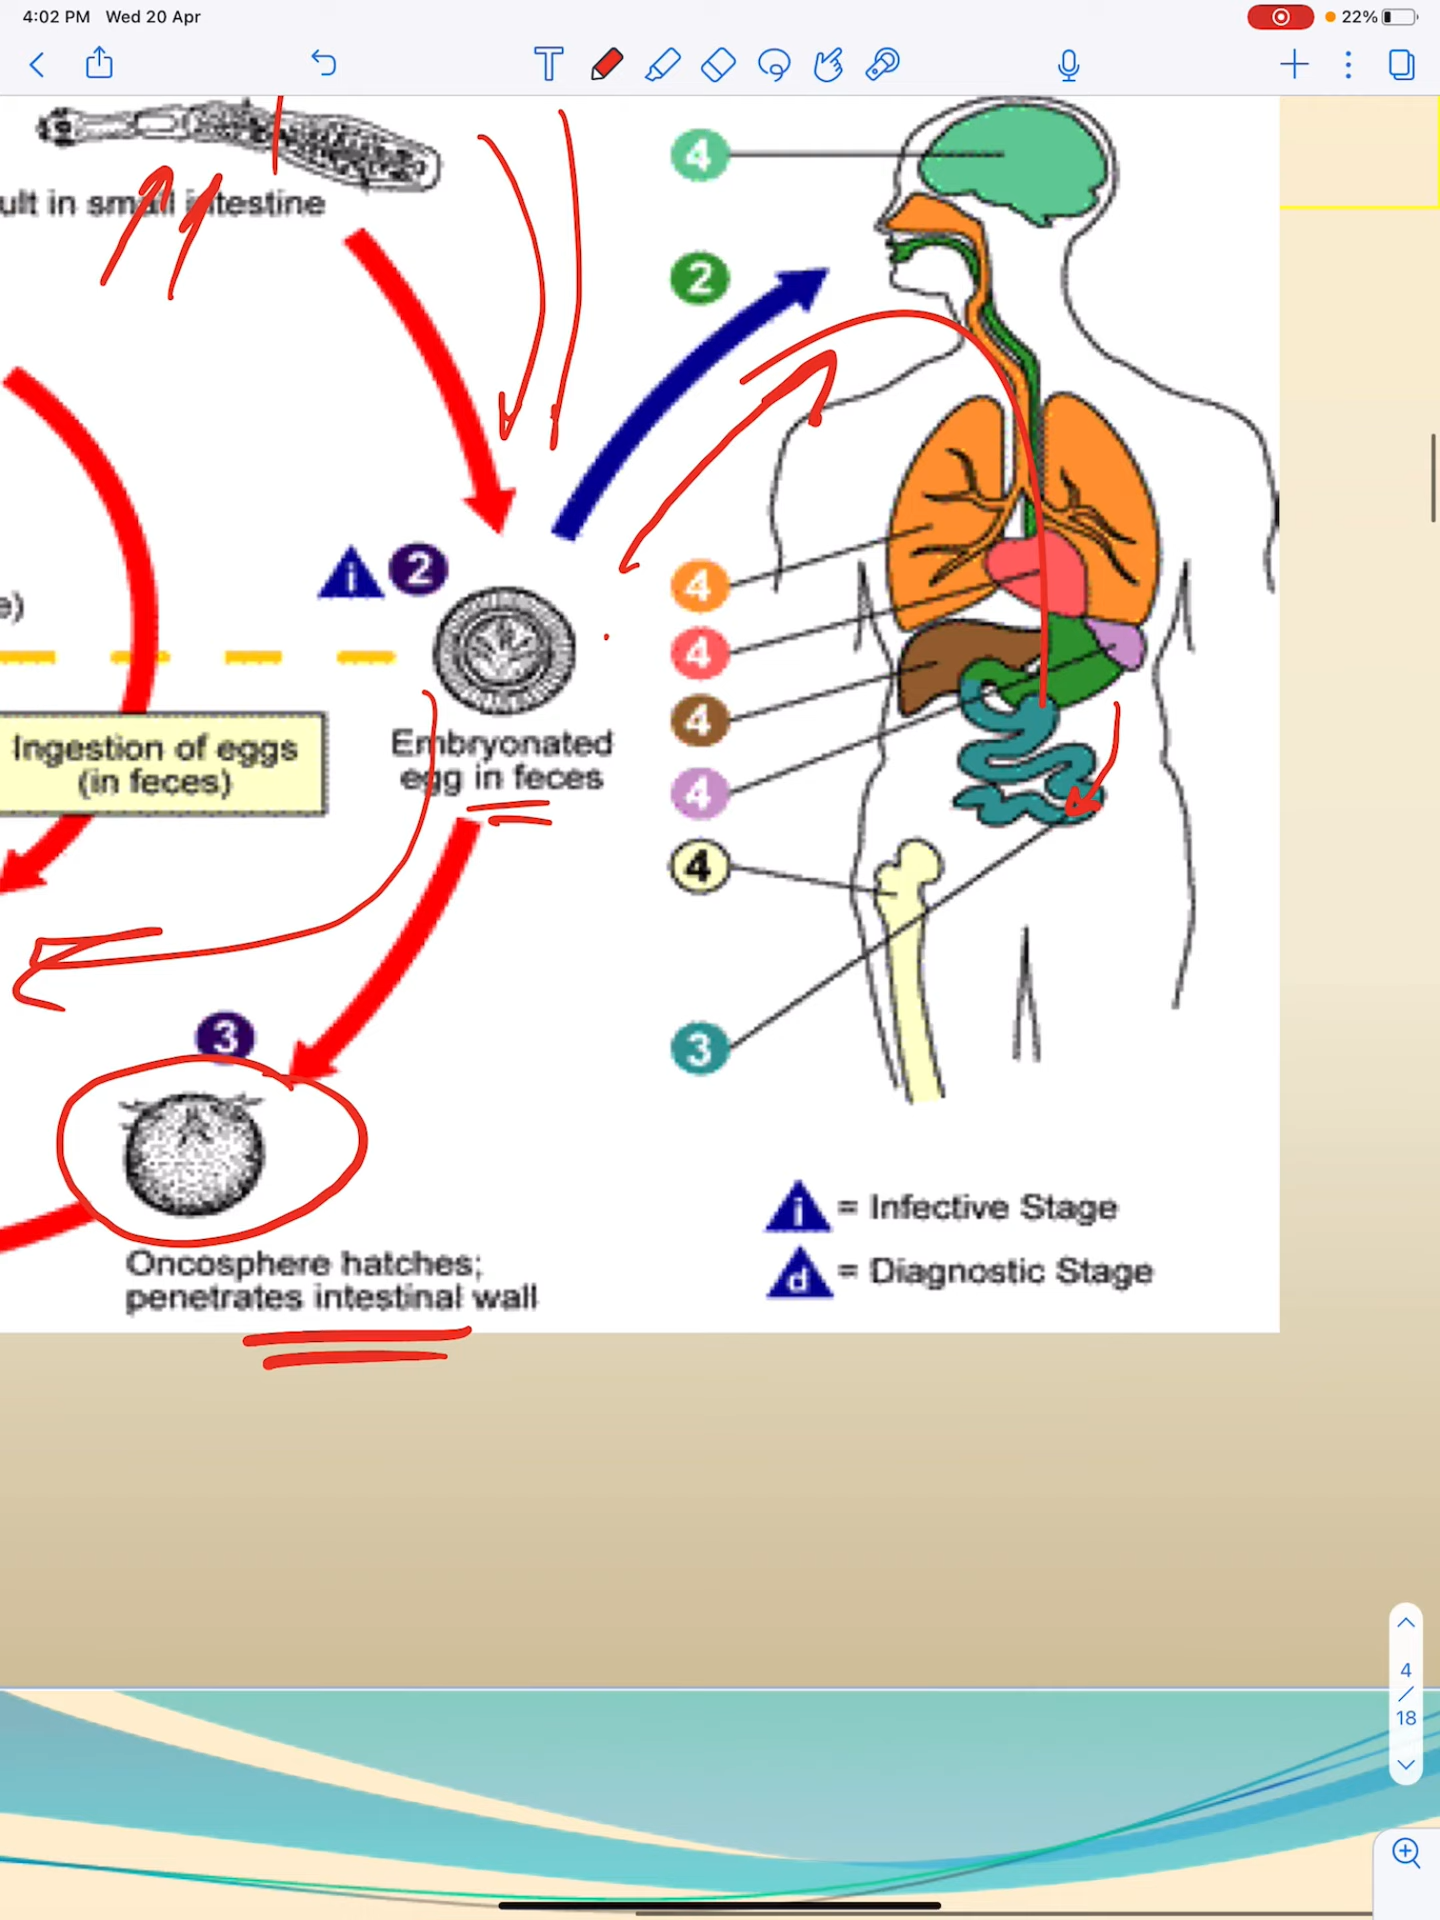 4:02 PM Wed 20 Apr
22%
T
ult in small intestine
4
2
i 2
e)
4
4
4
4
4
Ingestion of eggs
(in feces)
Embryonated
egg in feces
3
3
Oncosphere hatches;
penetrates intestinal wall
i = Infective Stage
d = Diagnostic Stage
4
/
18